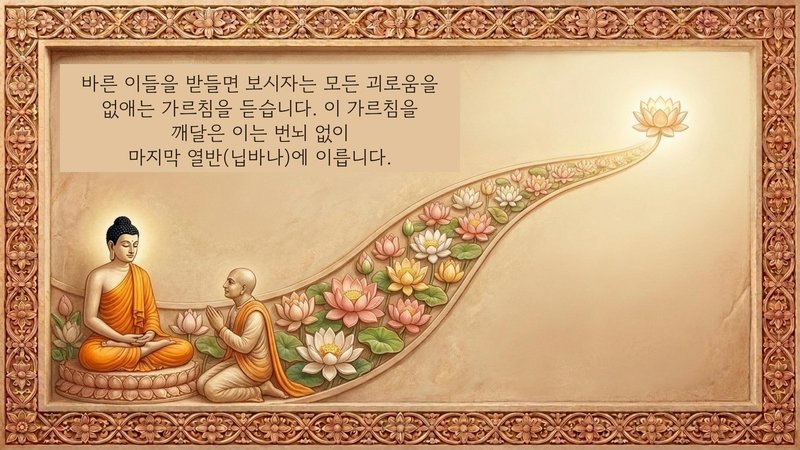 바른 이들을 받들면 보시자는 모든 괴로움을
없애는 가르침을 듣습니다. 이 가르침을
깨달은 이는 번뇌 없이
마지막 열반(닙바나)에 이릅니다.